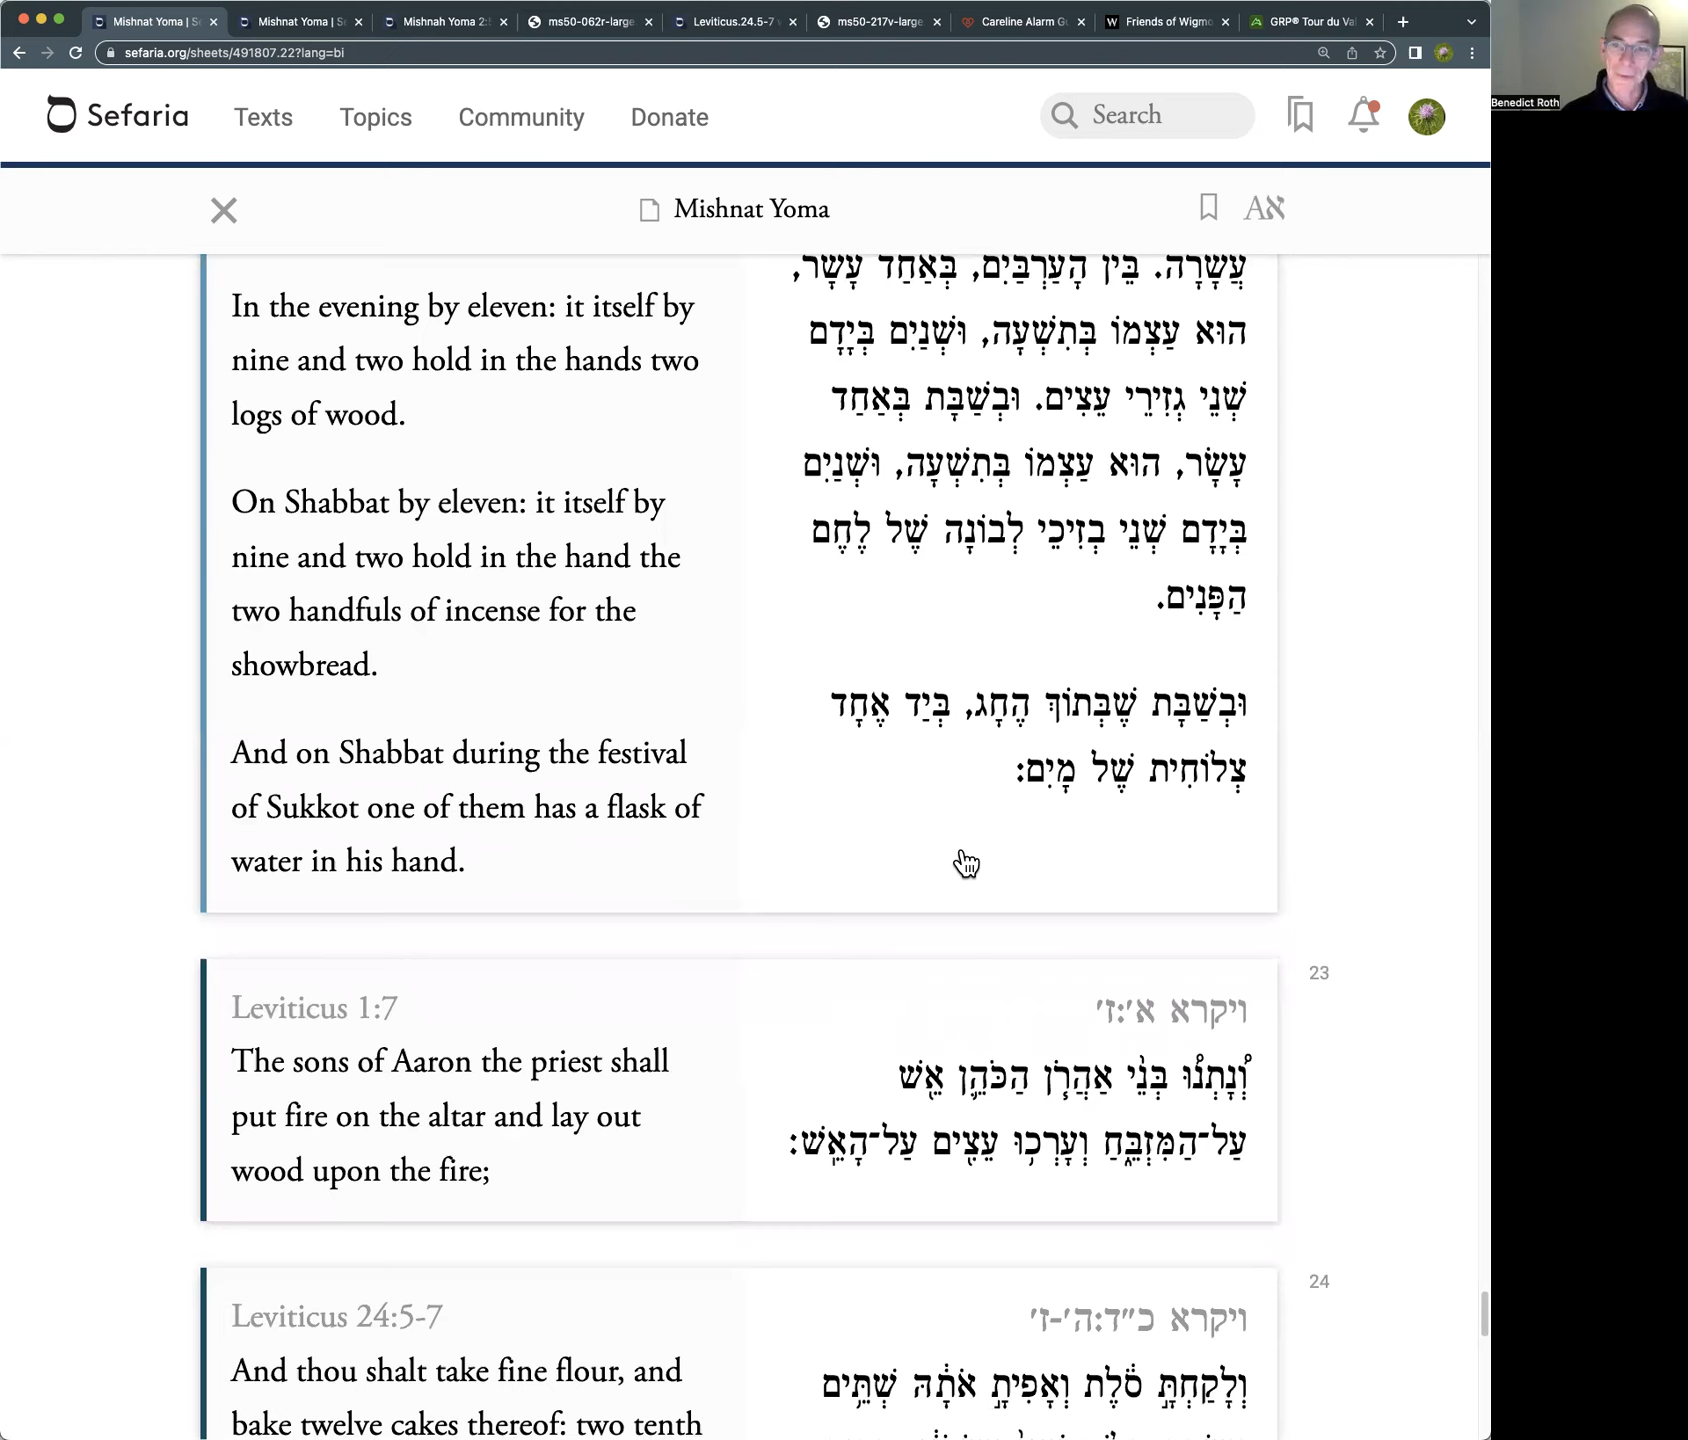 Mishnat Yoma | S
Mishnat Yoma | S
Mishnah Yoma 2:
ms50-062r-large
Leviticus.24.5-7
ms50-217v-large
Careline Alarm G
Friends of Wigmo
GRP® Tour du Va
sefaria.org/sheets/491807.22?lang=bi
Benedict Roth
Sefaria
Texts
Topics
Community
Donate
Search
Mishnat Yoma
Aא
In the evening by eleven: it itself by
nine and two hold in the hands two
logs of wood.
On Shabbat by eleven: it itself by
nine and two hold in the hand the
two handfuls of incense for the
showbread.
And on Shabbat during the festival
of Sukkot one of them has a flask of
water in his hand.
עֲשָׂרָה. בֵּין הָעַרְבַּיִם, בְּאַחַד עָשָׂר,
הוּא עַצְמוֹ בְּתִשְׁעָה, וּשְׁנַיִם בְּיָדָם
שְׁנֵי גְזִירֵי עֵצִים. וּבְשַׁבָּת בְּאַחַד
עָשָׂר, הוּא עַצְמוֹ בְּתִשְׁעָה, וּשְׁנַיִם
בְּיָדָם שְׁנֵי בְזִיכֵי לְבוֹנָה שֶׁל לֶחֶם
הַפָּנִים.
וּבְשַׁבָּת שֶׁבְּתוֹךְ הֶחָג, בְּיַד אֶחָד
צְלוֹחִית שֶׁל מָיִם:
23
Leviticus 1:7
The sons of Aaron the priest shall
put fire on the altar and lay out
wood upon the fire;
ויקרא א׳:ז׳
וְ֠נָתְנ֠וּ בְּנֵ֨י אַהֲרֹ֧ן הַכֹּהֵ֛ן אֵ֖שׁ
עַל־הַמִּזְבֵּ֑חַ וְעָרְכ֥וּ עֵצִ֖ים עַל־הָאֵֽשׁ׃
24
Leviticus 24:5-7
And thou shalt take fine flour, and
bake twelve cakes thereof: two tenth
ויקרא כ״ד:ה׳-ז׳
וְלָקַחְתָּ֣ סֹ֔לֶת וְאָפִיתָ֣ אֹתָ֔הּ שְׁתֵּ֥ים